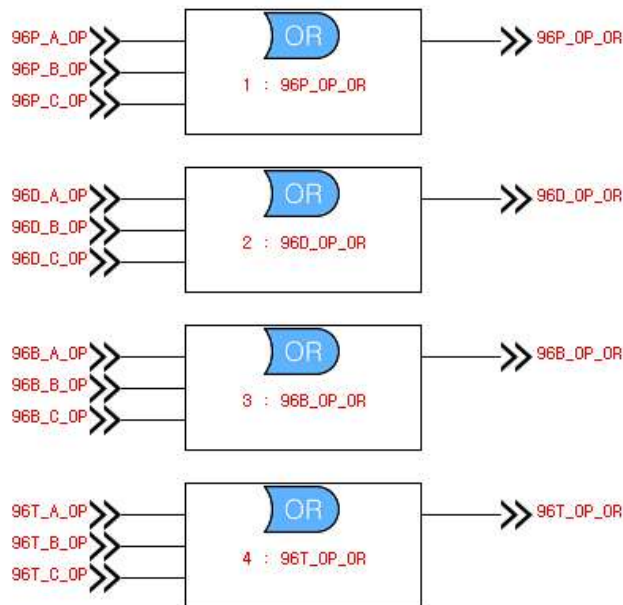 96P_A_OP
96P_B_OP
96P_C_OP
OR
1 : 96P_OP_OR
96P_OP_OR
96D_A_OP
96D_B_OP
96D_C_OP
OR
2 : 96D_OP_OR
96D_OP_OR
96B_A_OP
96B_B_OP
96B_C_OP
OR
3 : 96B_OP_OR
96B_OP_OR
96T_A_OP
96T_B_OP
96T_C_OP
OR
4 : 96T_OP_OR
96T_OP_OR